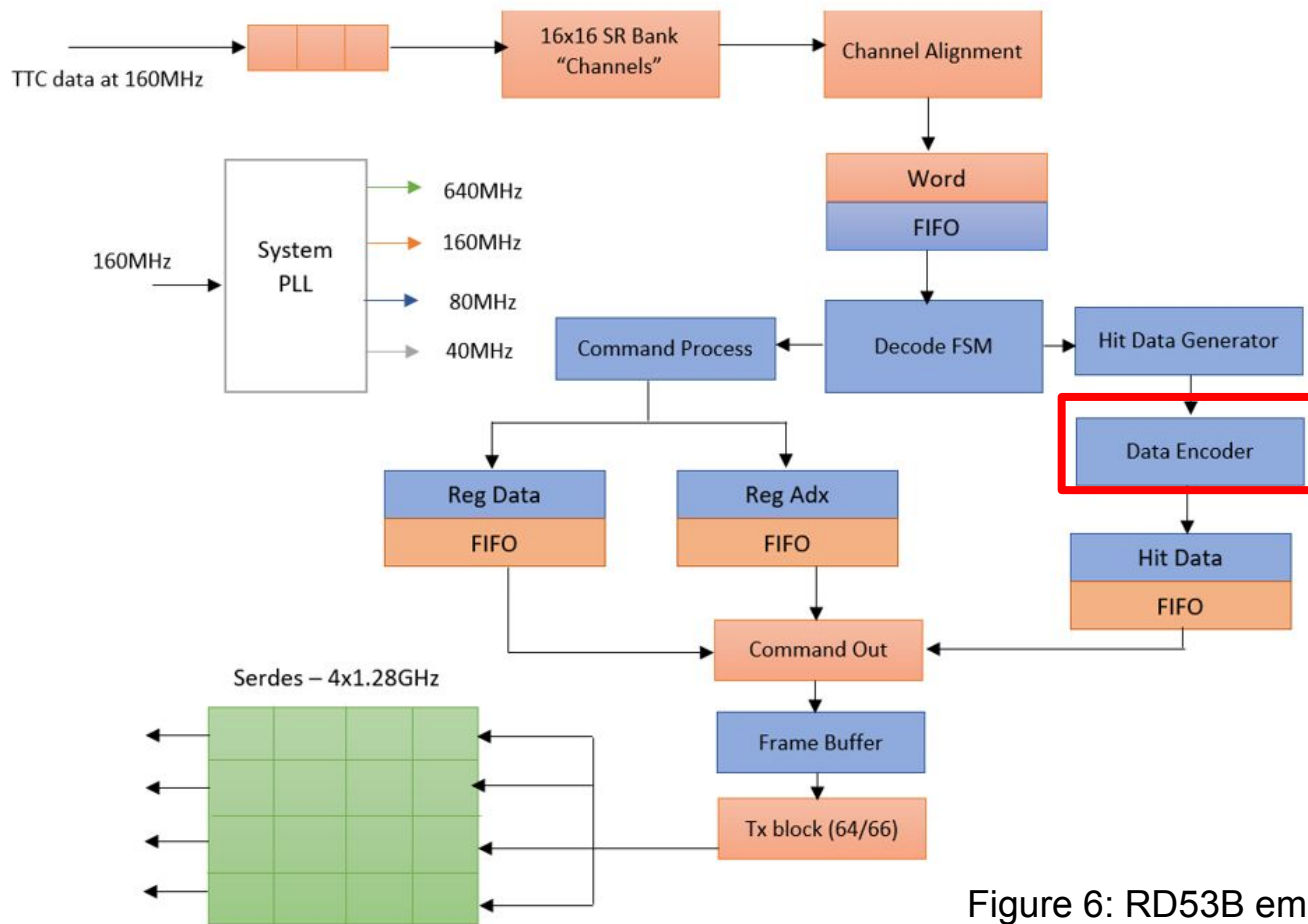 TTC data at 160MHz
16x16 SR Bank
“Channels”
Channel Alignment
Word
FIFO
160MHz
System
PLL
640MHz
160MHz
80MHz
40MHz
Command Process
Decode FSM
Hit Data Generator
Data Encoder
Reg Data
FIFO
Reg Adx
FIFO
Hit Data
FIFO
Command Out
Serdes – 4x1.28GHz
Frame Buffer
Tx block (64/66)
Figure 6: RD53B em